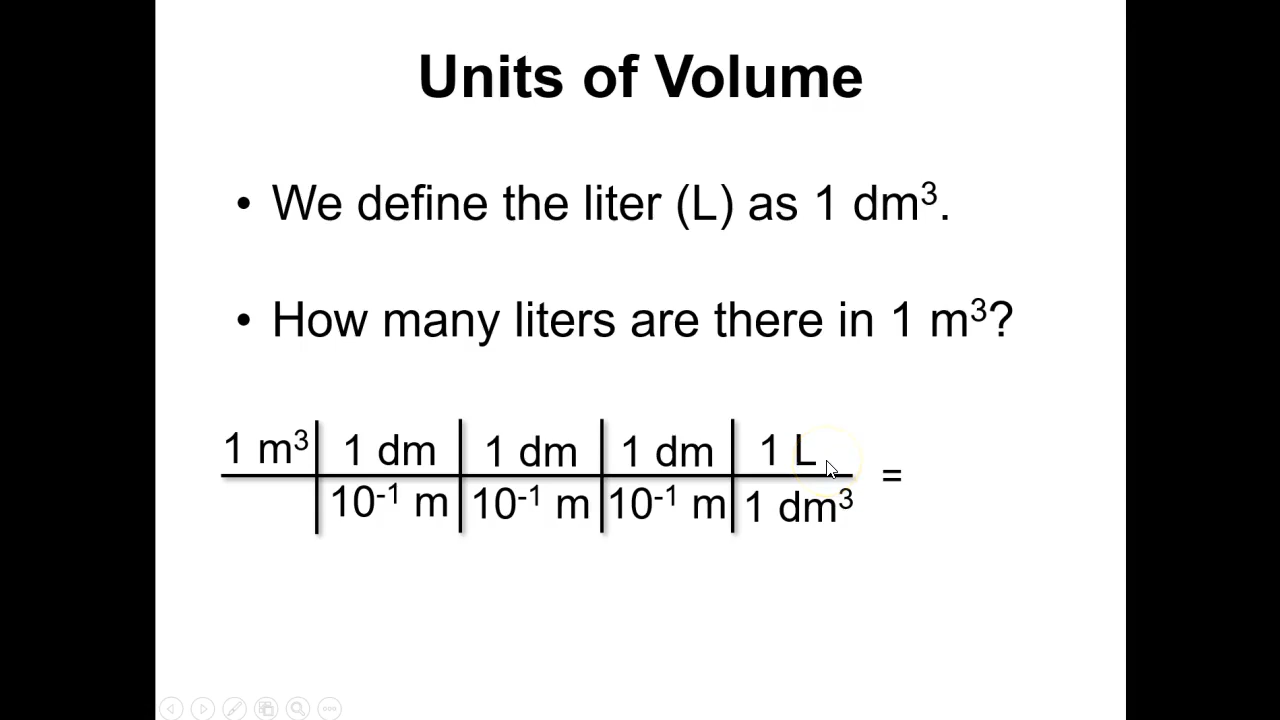 Units of Volume
• We define the liter (L) as 1 dm³.
• How many liters are there in 1 m³?
1 m³ | 1 dm | 1 dm | 1 dm | 1 L
10⁻¹ m | 10⁻¹ m | 10⁻¹ m | 1 dm³ =